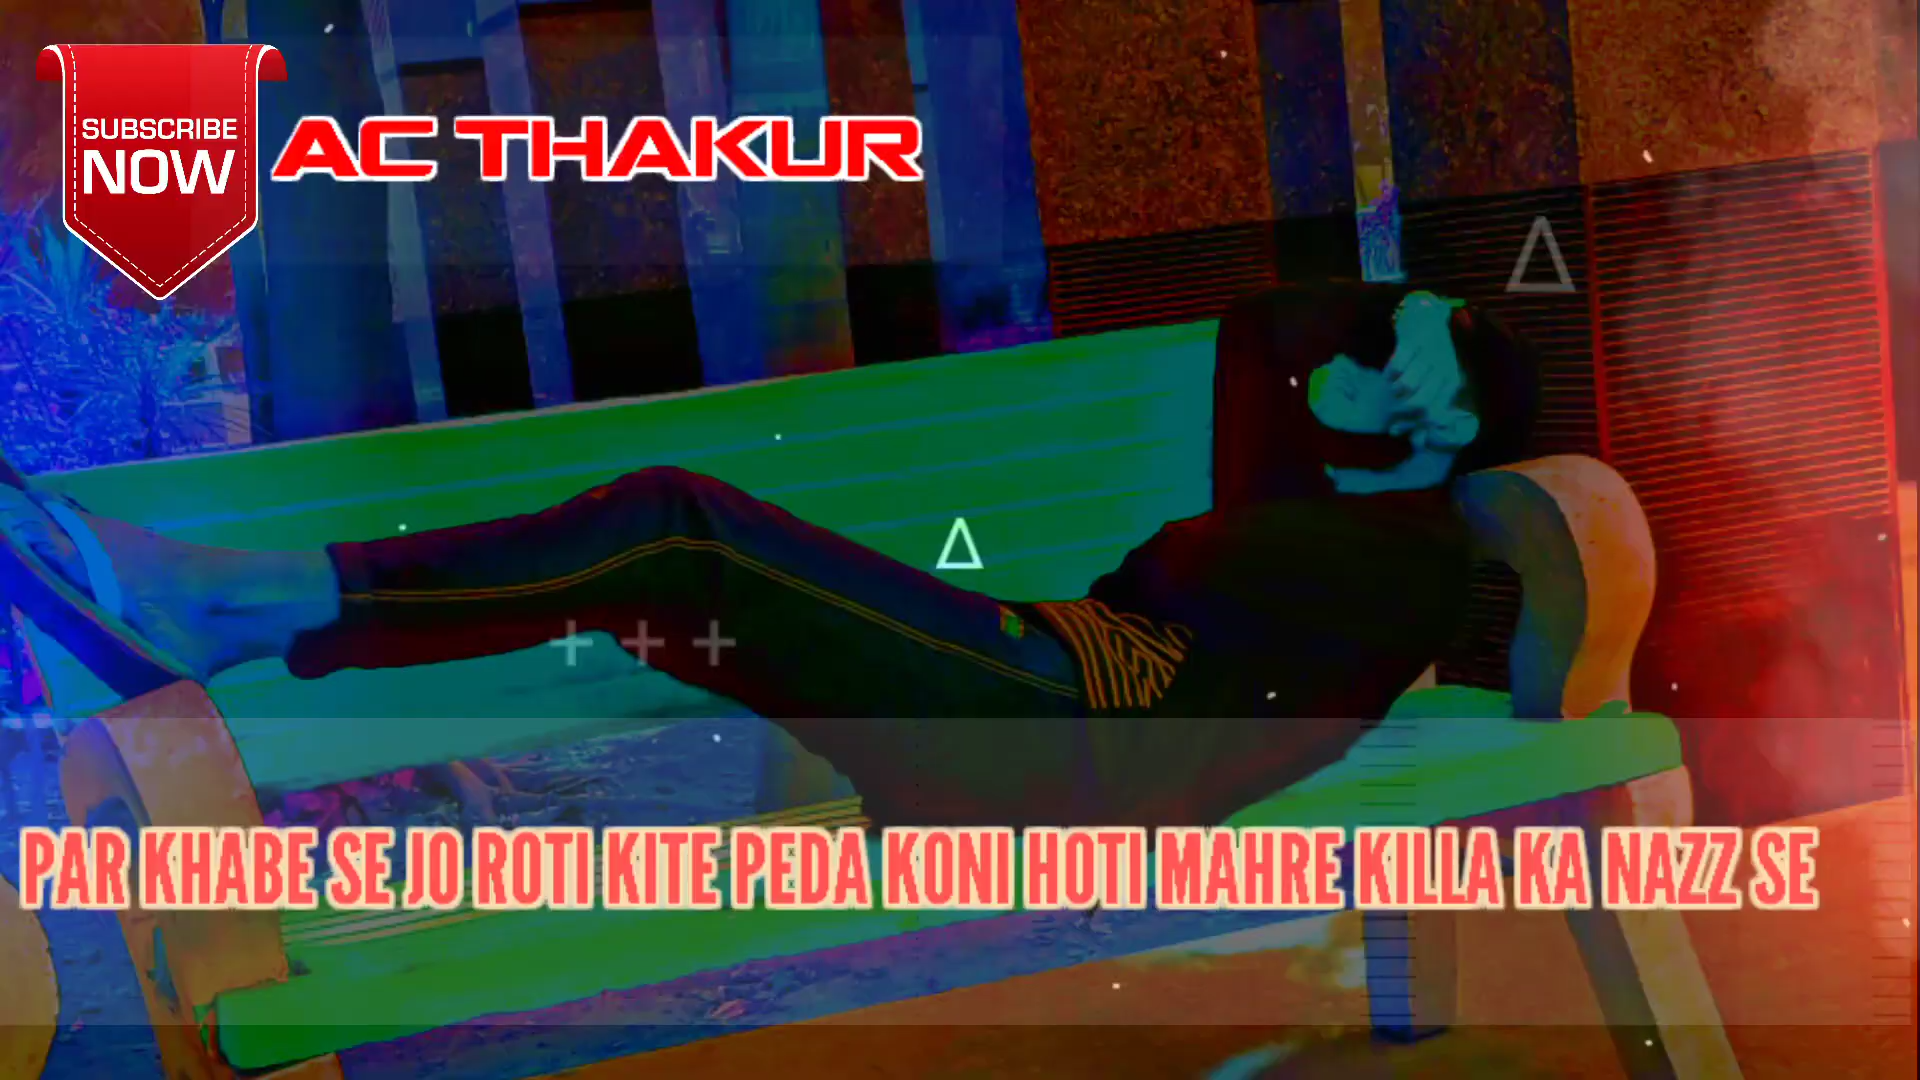 SUBSCRIBE
NOW
AC THAKUR
PAR KHABE SE JO ROTI KITE PEDA KONI HOTI MAHRE KILLA KA NAZZ SE